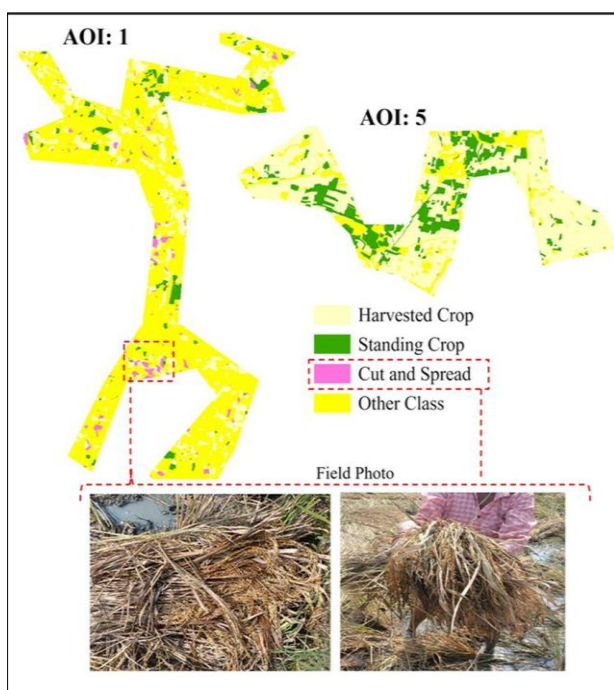 AOI: 1
AOI: 5
Harvested Crop
Standing Crop
Cut and Spread
Other Class
Field Photo